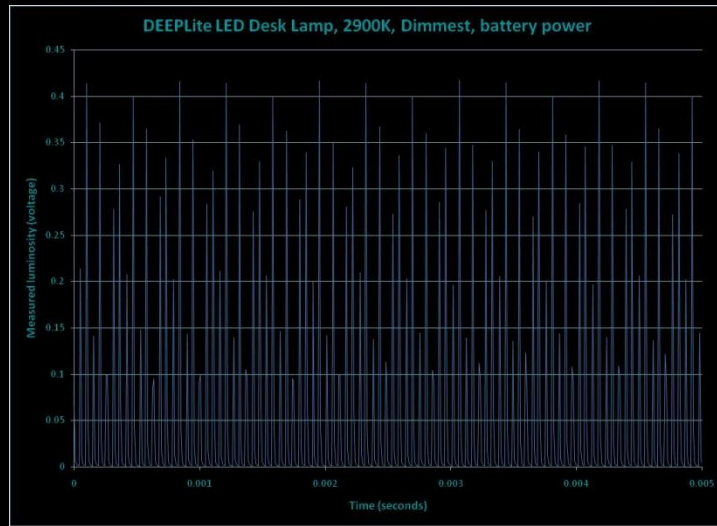 DEEPLite LED Desk Lamp, 2900K, Dimmest, battery power
Measured luminosity (voltage)
0.45
0.4
0.35
0.3
0.25
0.2
0.15
0.1
0.05
0
0 0.001 0.002 0.003 0.004 0.005
Time (seconds)